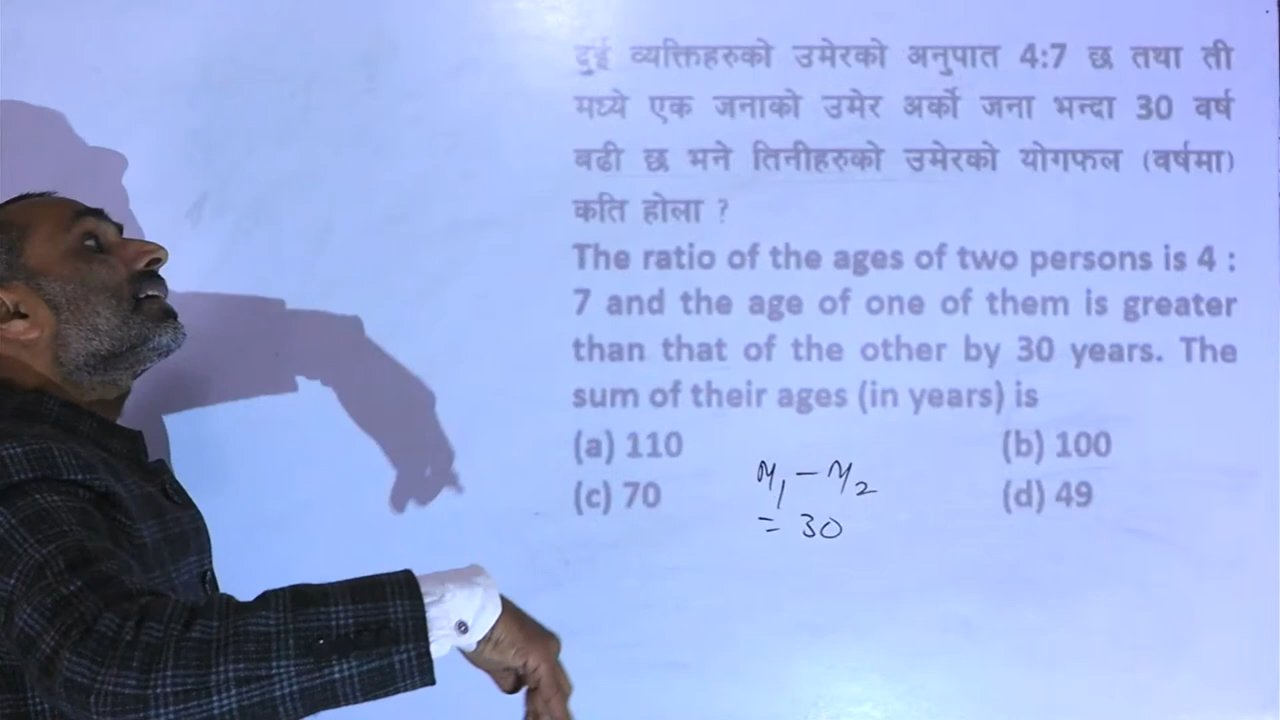 दुई व्यक्तिहरुको उमेरको अनुपात 4:7 छ तथा ती
मध्ये एक जनाको उमेर अर्को जना भन्दा 30 वर्ष
बढी छ भने तिनीहरुको उमेरको योगफल (वर्षमा)
कति होला ?
The ratio of the ages of two persons is 4 :
7 and the age of one of them is greater
than that of the other by 30 years. The
sum of their ages (in years) is
(a) 110 (b) 100
(c) 70 (d) 49
= 30